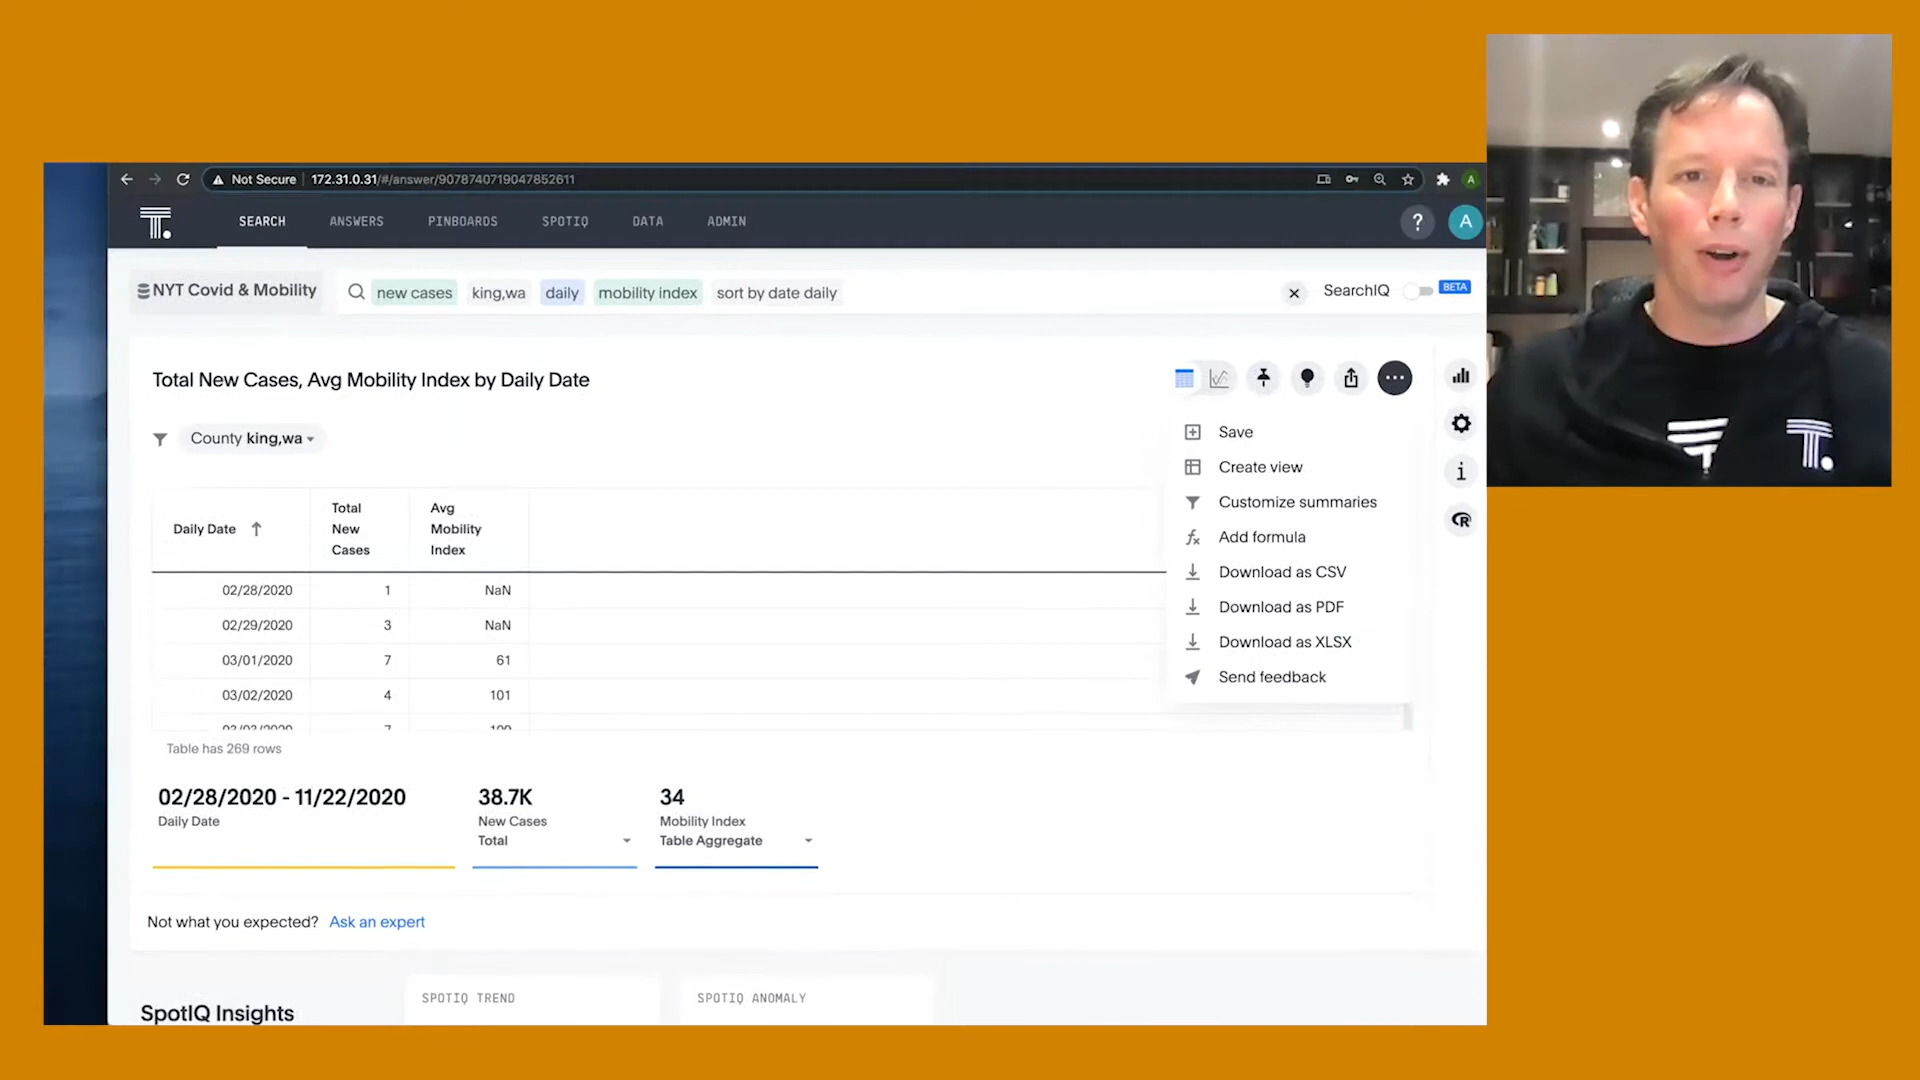 Not Secure 172.31.0.31/#/answer/9078740719047852611
A
T. SEARCH ANSWERS PINBOARDS SPOTIQ DATA ADMIN ? A
NYT Covid & Mobility new cases king,wa daily mobility index sort by date daily SearchIQ BETA
Total New Cases, Avg Mobility Index by Daily Date
County king,wa
Save
Create view
Customize summaries
Add formula
Download as CSV
Download as PDF
Download as XLSX
Send feedback
i
R
Daily Date
Total
New
Cases
Avg
Mobility
Index
02/28/2020 1 NaN
02/29/2020 3 NaN
03/01/2020 7 61
03/02/2020 4 101
Table has 269 rows
02/28/2020 - 11/22/2020
Daily Date
38.7K
New Cases
Total
34
Mobility Index
Table Aggregate
Not what you expected? Ask an expert
SpotIQ Insights
SPOTIQ TREND
SPOTIQ ANOMALY
T.